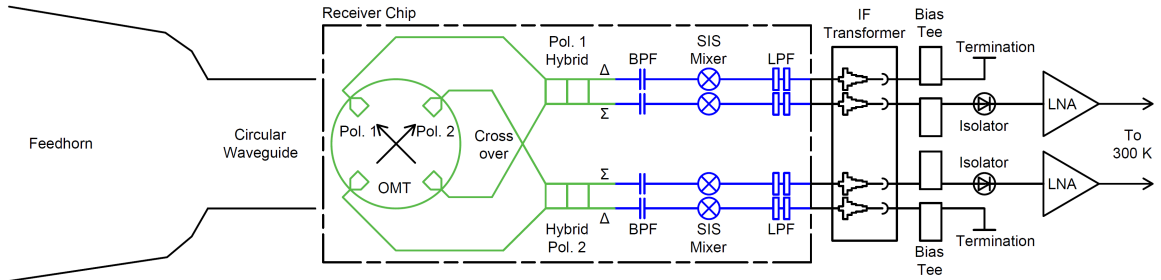 Receiver Chip
Pol. 1
Hybrid
Δ
Σ
BPF
SIS
Mixer
LPF
IF
Transformer
Bias
Tee
Termination
Isolator
LNA
Feedhorn
Circular
Waveguide
Pol. 1
Pol. 2
OMT
Cross
over
To
300 K
Isolator
LNA
Σ
Δ
Hybrid
Pol. 2
BPF
SIS
Mixer
LPF
Bias
Tee
Termination